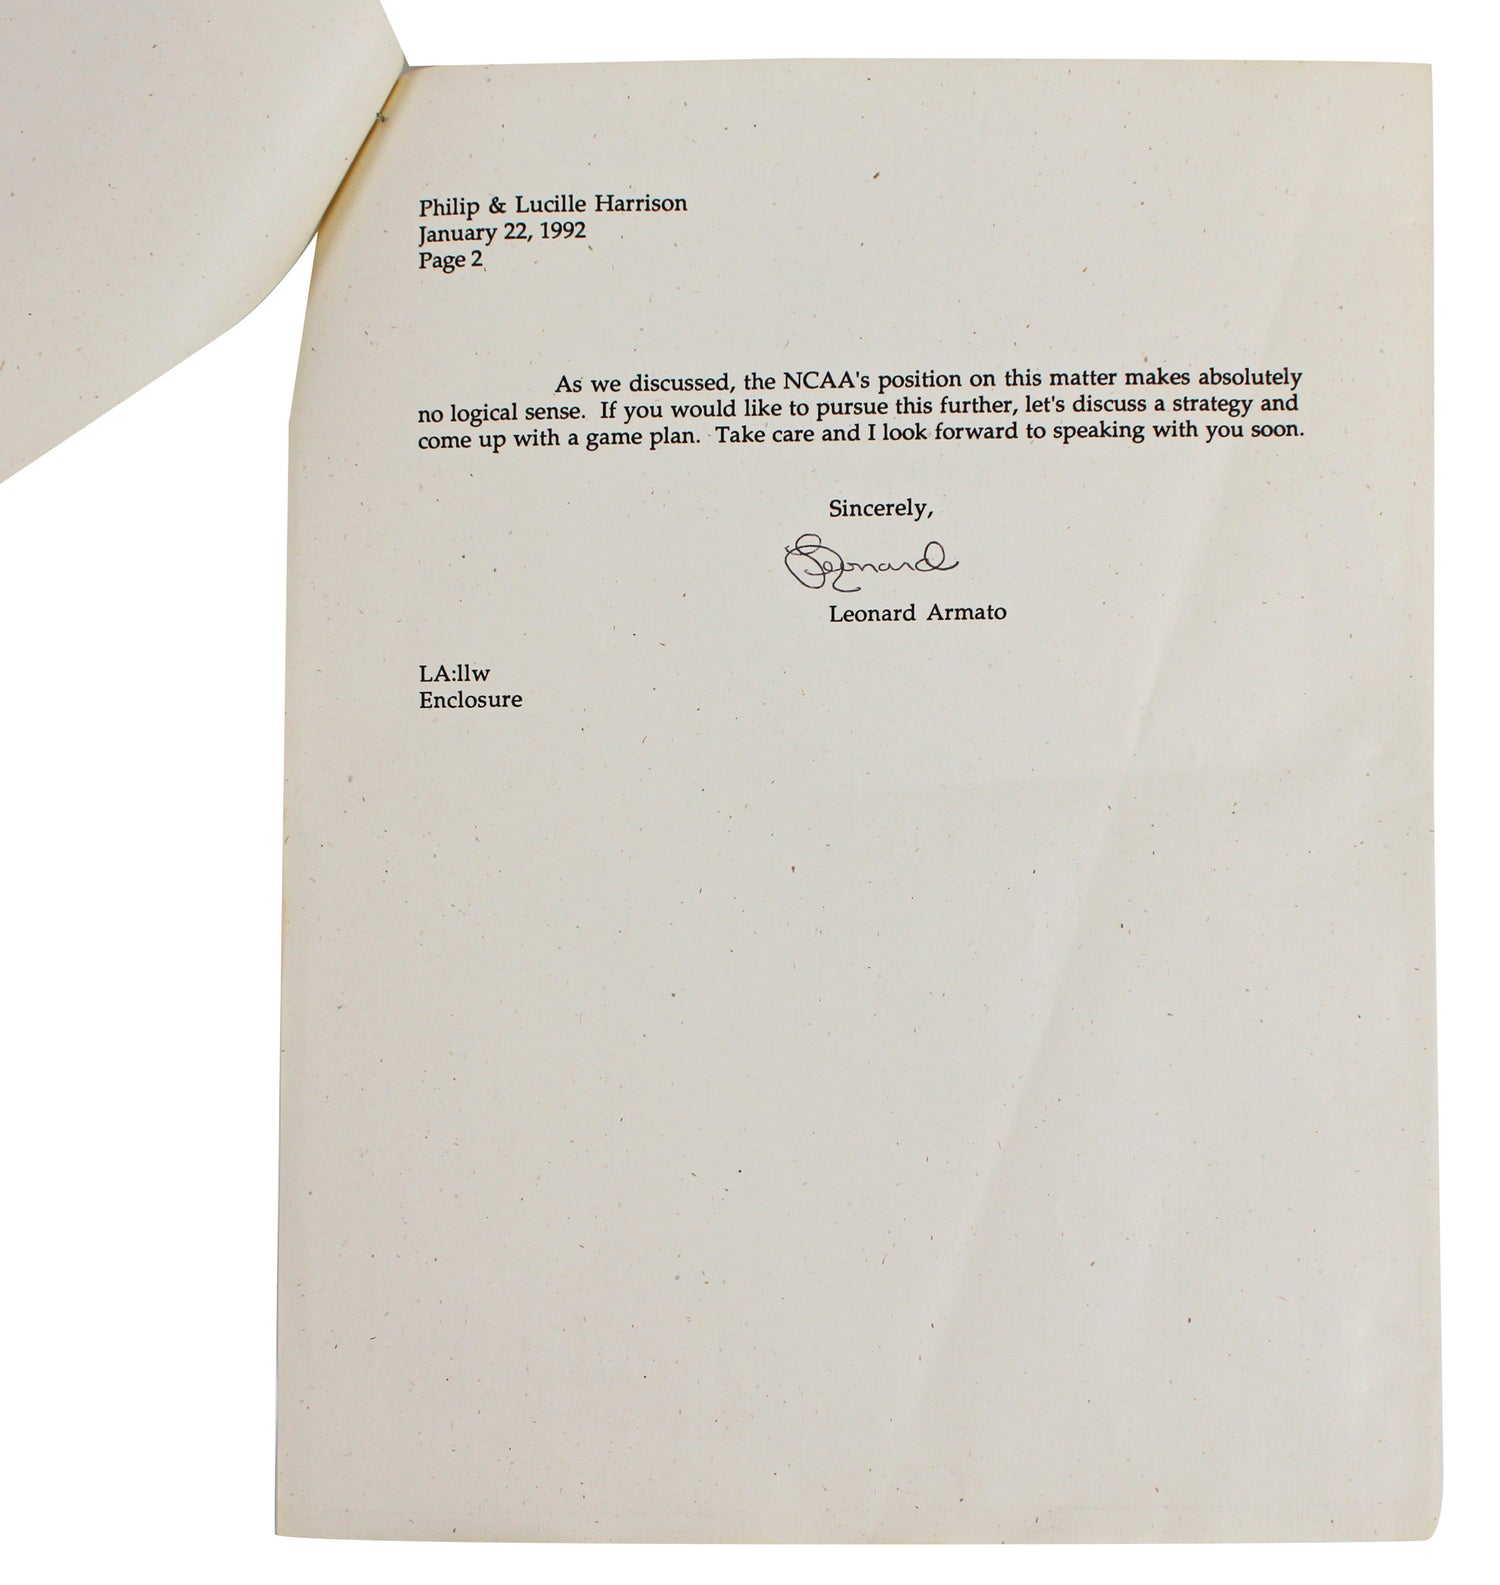 Philip & Lucille Harrison
January 22, 1992
Page 2
As we discussed, the NCAA's position on this matter makes absolutely
no logical sense. If you would like to pursue this further, let's discuss a strategy and
come up with a game plan. Take care and I look forward to speaking with you soon.
Sincerely,
Leonard
Leonard Armato
LA:llw
Enclosure